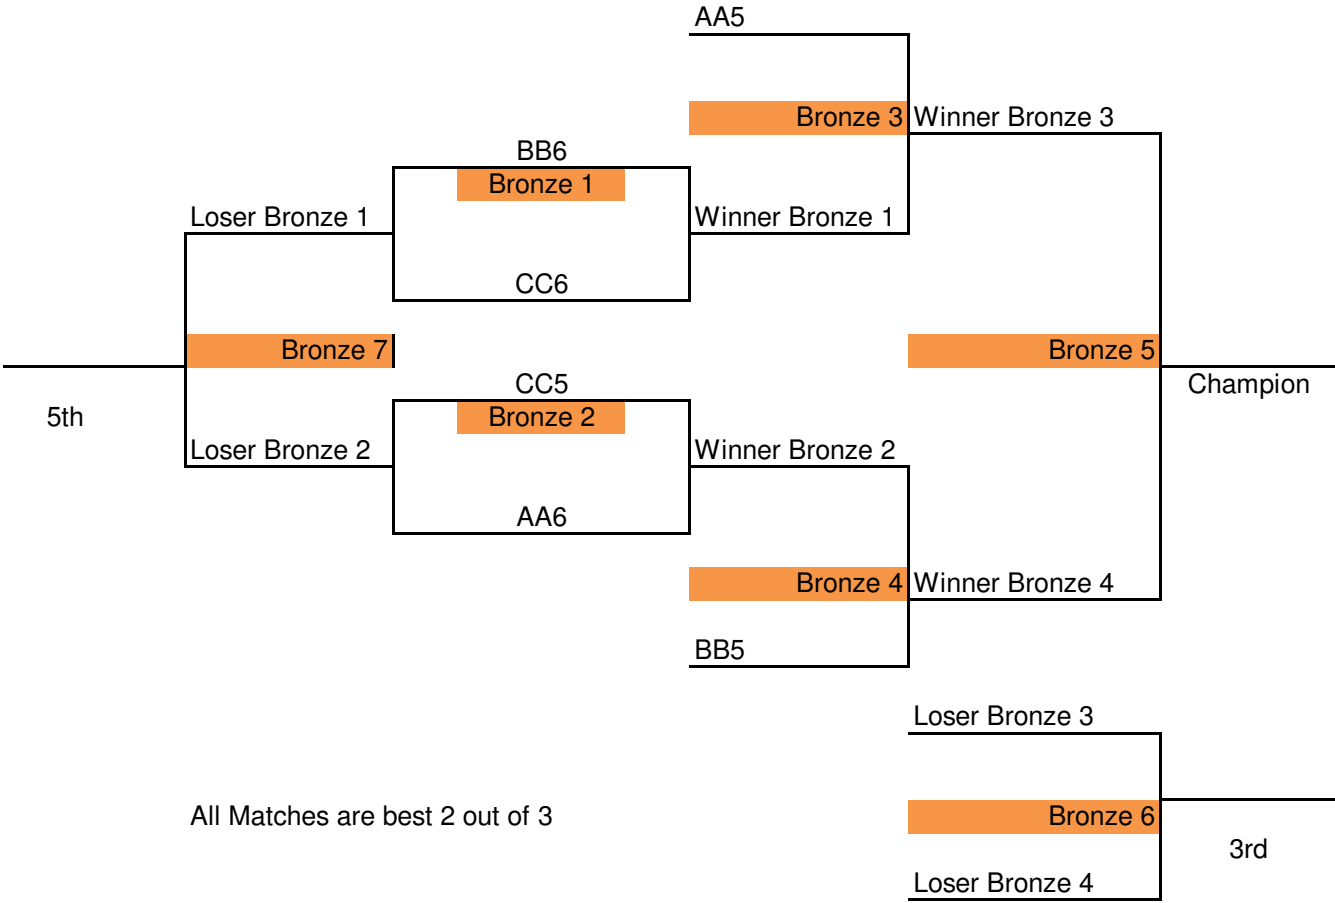 AA5
Bronze 3 Winner Bronze 3
BB6
Bronze 1
Loser Bronze 1
Winner Bronze 1
CC6
Bronze 7
Bronze 5
CC5
Champion
5th
Bronze 2
Loser Bronze 2
Winner Bronze 2
AA6
Bronze 4 Winner Bronze 4
BB5
Loser Bronze 3
All Matches are best 2 out of 3
Bronze 6
3rd
Loser Bronze 4